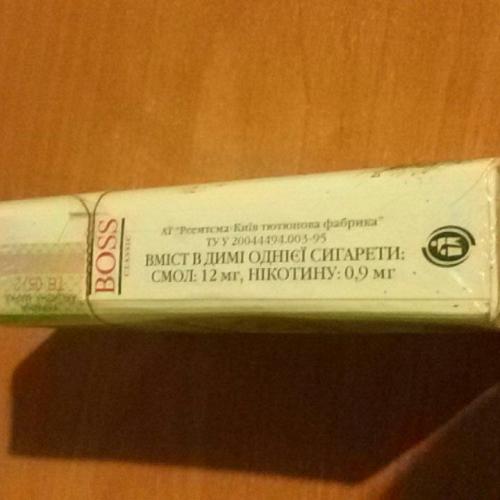 BOSS
CLASSIC
АТ "Реемтсма-Київ тютюнова фабрика"
ТУ У 20044494.003-95
ВМІСТ В ДИМІ ОДНІЄЇ СИГАРЕТИ:
СМОЛ: 12 мг, НІКОТИНУ: 0,9 мг